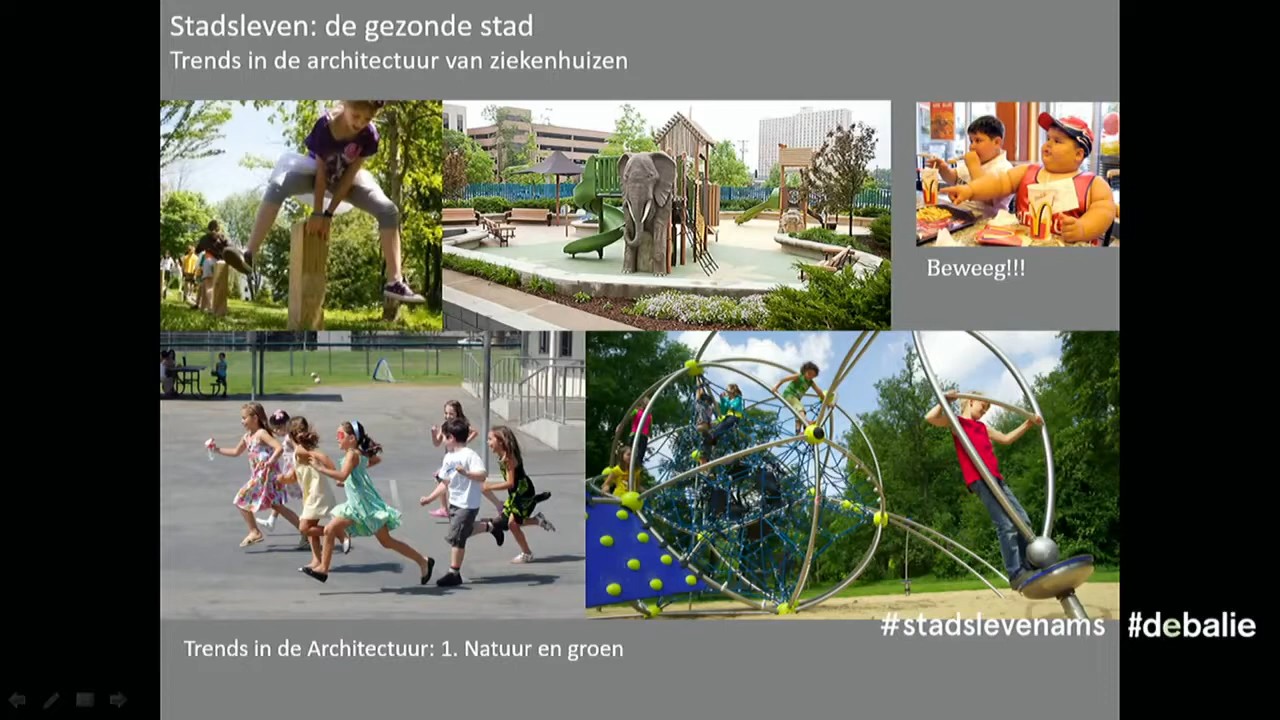 Stadsleven: de gezonde stad
Trends in de architectuur van ziekenhuizen
Beweeg!!!
#stadslevenams #debalie
Trends in de Architectuur: 1. Natuur en groen